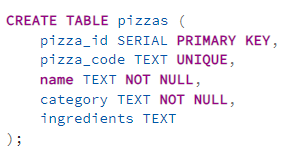 CREATE TABLE pizzas (
    pizza_id SERIAL PRIMARY KEY,
    pizza_code TEXT UNIQUE,
    name TEXT NOT NULL,
    category TEXT NOT NULL,
    ingredients TEXT
);